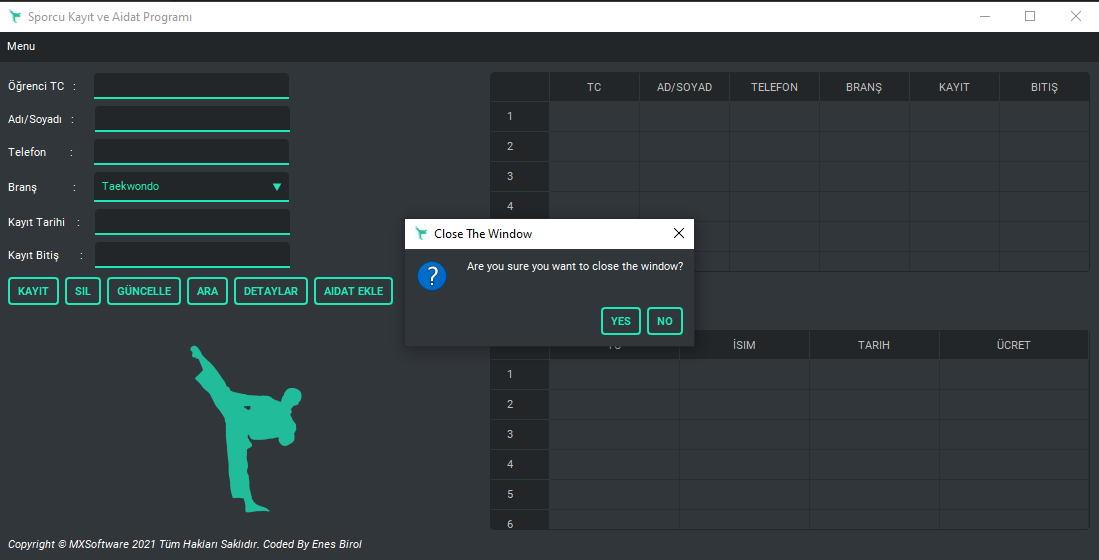 Sporcu Kayıt ve Aidat Programı
Menu
Öğrenci TC :
Adı/Soyadı :
Telefon :
Branş : Taekwondo
Kayıt Tarihi :
Kayıt Bitiş :
KAYIT SIL GÜNCELLE ARA DETAYLAR AIDAT EKLE
TC AD/SOYAD TELEFON BRANŞ KAYIT BITIŞ
1
2
3
4
Close The Window
Are you sure you want to close the window?
YES NO
TC İSIM TARIH ÜCRET
1
2
3
4
5
6
Copyright © MXSoftware 2021 Tüm Hakları Saklıdır. Coded By Enes Birol